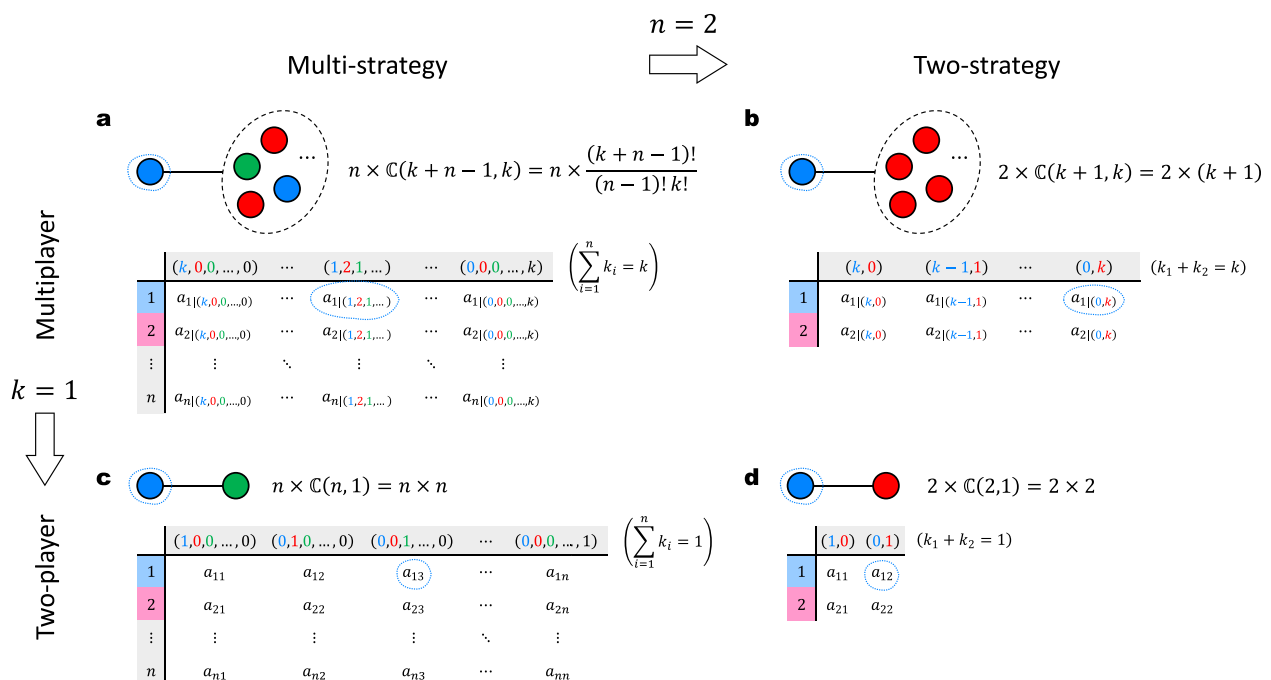 n = 2
Multi-strategy
Two-strategy
a
...
n × ℂ(k + n − 1, k) = n × (k + n − 1)! / (n − 1)! k!
b
...
2 × ℂ(k + 1, k) = 2 × (k + 1)
Multiplayer
(k, 0,0, ... , 0) ⋯ (1,2,1, ... ) ⋯ (0,0,0, ... , k) (∑_{i=1}^{n} k_i = k)
1 a_{1|(k,0,0,...,0)} ⋯ a_{1|(1,2,1,...)} ⋯ a_{1|(0,0,0,...,k)}
2 a_{2|(k,0,0,...,0)} ⋯ a_{2|(1,2,1,...)} ⋯ a_{2|(0,0,0,...,k)}
⋮ ⋮ ⋱ ⋮ ⋱ ⋮
n a_{n|(k,0,0,...,0)} ⋯ a_{n|(1,2,1,...)} ⋯ a_{n|(0,0,0,...,k)}
(k, 0) (k − 1,1) ⋯ (0, k) (k_1 + k_2 = k)
1 a_{1|(k,0)} a_{1|(k−1,1)} ⋯ a_{1|(0,k)}
2 a_{2|(k,0)} a_{2|(k−1,1)} ⋯ a_{2|(0,k)}
k = 1
Two-player
c
n × ℂ(n, 1) = n × n
(1,0,0, ... , 0) (0,1,0, ... , 0) (0,0,1, ... , 0) ⋯ (0,0,0, ... , 1) (∑_{i=1}^{n} k_i = 1)
1 a_{11} a_{12} a_{13} ⋯ a_{1n}
2 a_{21} a_{22} a_{23} ⋯ a_{2n}
⋮ ⋮ ⋮ ⋮ ⋱ ⋮
n a_{n1} a_{n2} a_{n3} ⋯ a_{nn}
d
2 × ℂ(2,1) = 2 × 2
(1,0) (0,1) (k_1 + k_2 = 1)
1 a_{11} a_{12}
2 a_{21} a_{22}